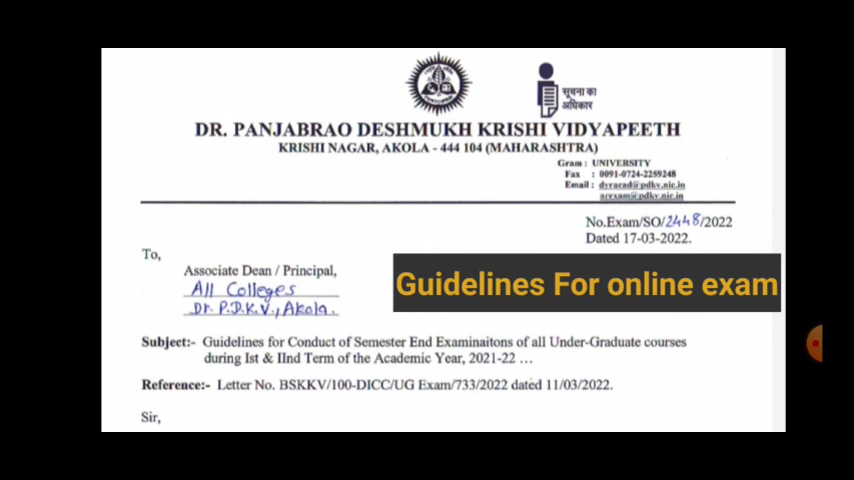 सूचना का
अधिकार
DR. PANJABRAO DESHMUKH KRISHI VIDYAPEETH
KRISHI NAGAR, AKOLA - 444 104 (MAHARASHTRA)
Gram : UNIVERSITY
Fax : 0091-0724-2259248
Email : dyracad@pdkv.nic.in
arexam@pdkv.nic.in
No.Exam/SO/2448/2022
Dated 17-03-2022.
To,
Associate Dean / Principal,
All Colleges
Dr. P.D.K.V., Akola.
Guidelines For online exam
Subject:- Guidelines for Conduct of Semester End Examinaitons of all Under-Graduate courses
during Ist & IInd Term of the Academic Year, 2021-22 ...
Reference:- Letter No. BSKKV/100-DICC/UG Exam/733/2022 dated 11/03/2022.
Sir,